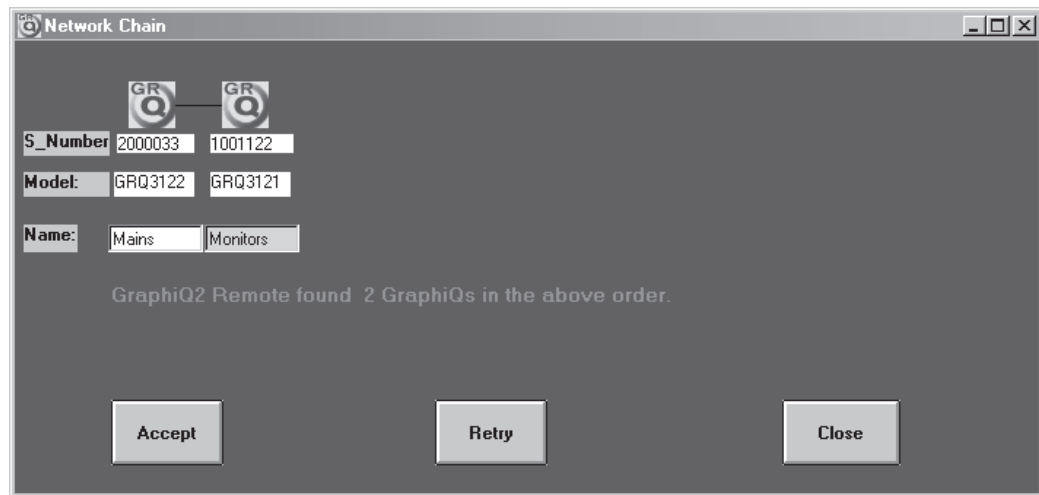 Network Chain
GR Q GR Q
S_Number 2000033 1001122
Model: GRQ3122 GRQ3121
Name: Mains Monitors
GraphiQ2 Remote found 2 GraphiQs in the above order.
Accept Retry Close